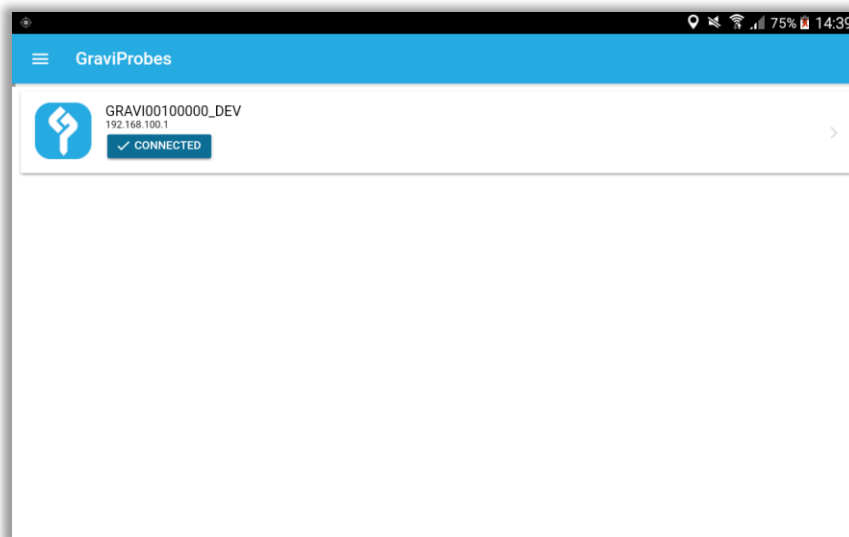 75% 14:39
GraviProbes
GRAVI00100000_DEV
192.168.100.1
CONNECTED